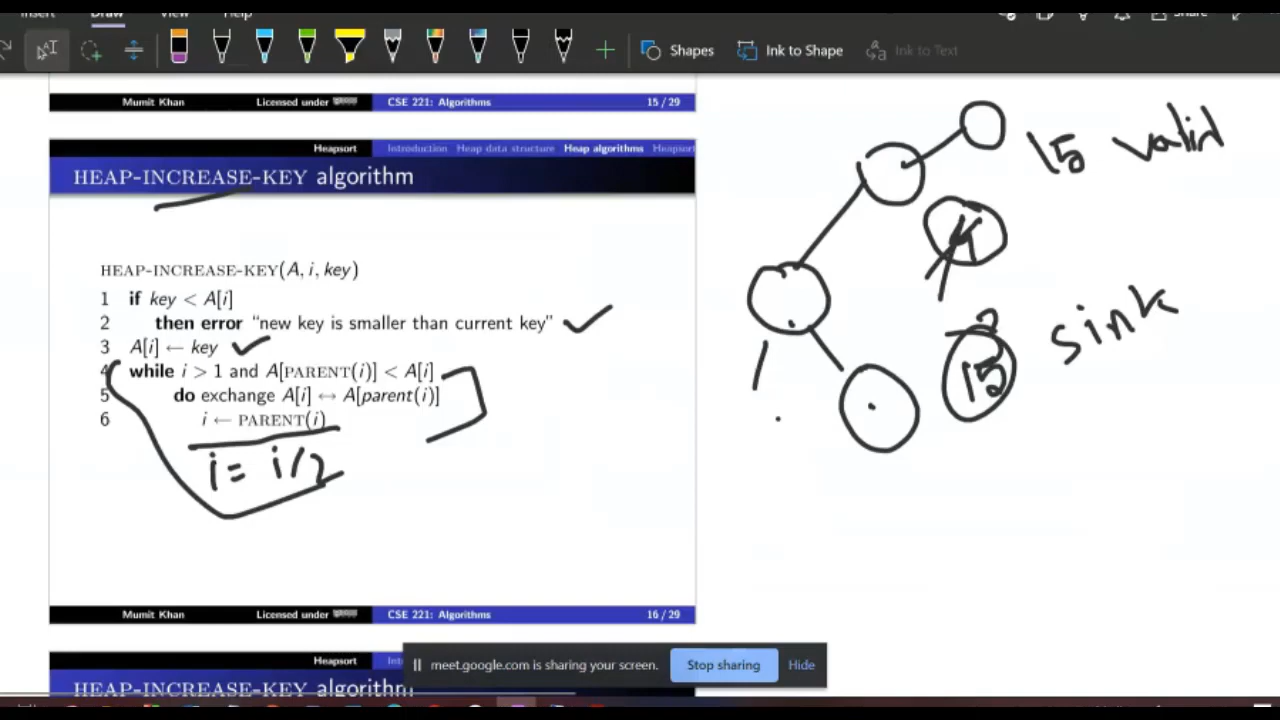 Insert Draw View Help Share
Shapes Ink to Shape Ink to Text
Mumit Khan Licensed under CSE 221: Algorithms 15 / 29
Heapsort Introduction Heap data structure Heap algorithms Heapsort
HEAP-INCREASE-KEY algorithm
HEAP-INCREASE-KEY(A, i, key)
1 if key < A[i]
2 then error "new key is smaller than current key"
3 A[i] ← key
4 while i > 1 and A[PARENT(i)] < A[i]
5 do exchange A[i] ↔ A[parent(i)]
6 i ← PARENT(i)
i = i/2
15 valid
2
15 sink
Mumit Khan Licensed under CSE 221: Algorithms 16 / 29
Heapsort
HEAP-INCREASE-KEY algorithm
meet.google.com is sharing your screen. Stop sharing Hide